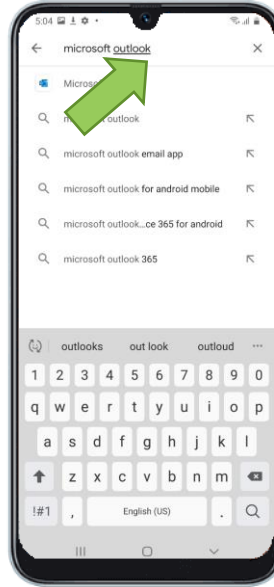 5:04
microsoft outlook
microsoft outlook email app
microsoft outlook for android mobile
microsoft outlook...ce 365 for android
microsoft outlook 365
outlooks out look outloud ...
1 2 3 4 5 6 7 8 9 0
q w e r t y u i o p
a s d f g h j k l
z x c v b n m
!#1 , English (US) .